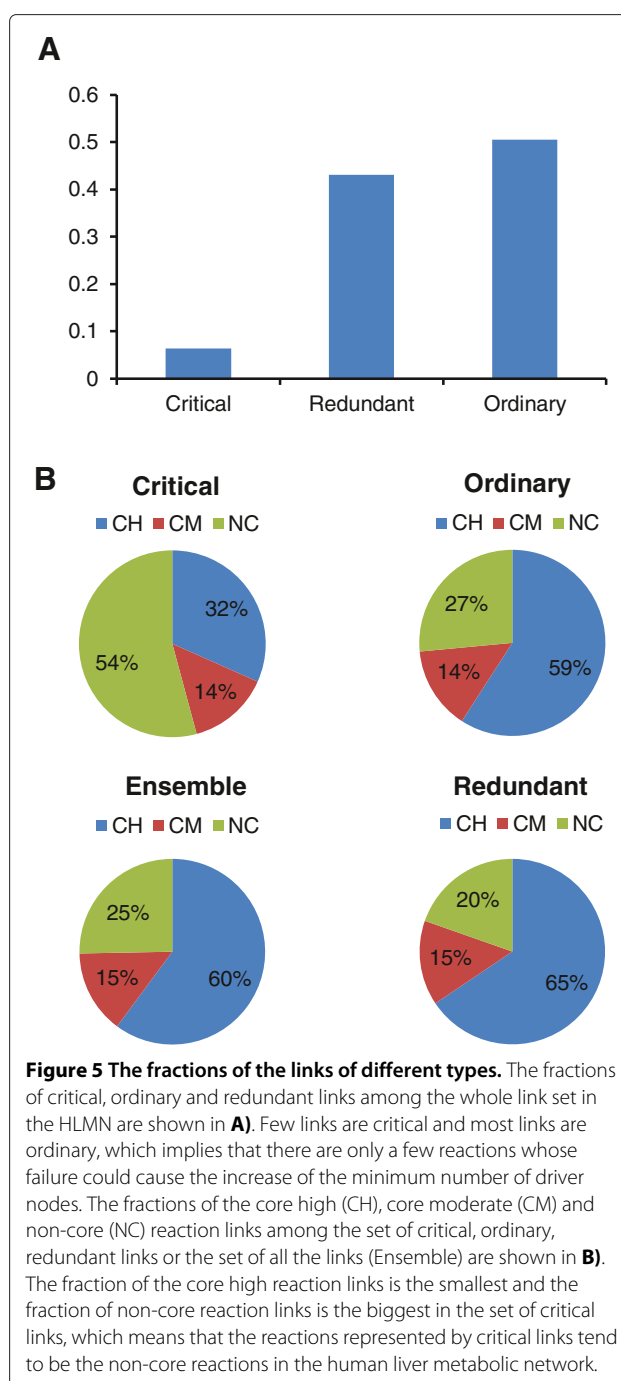 A
0.6
0.5
0.4
0.3
0.2
0.1
0
Critical Redundant Ordinary
B
Critical
CH CM NC
32%
14%
54%
Ordinary
CH CM NC
27%
14%
59%
Ensemble
CH CM NC
25%
15%
60%
Redundant
CH CM NC
20%
15%
65%
Figure 5 The fractions of the links of different types. The fractions
of critical, ordinary and redundant links among the whole link set in
the HLMN are shown in A). Few links are critical and most links are
ordinary, which implies that there are only a few reactions whose
failure could cause the increase of the minimum number of driver
nodes. The fractions of the core high (CH), core moderate (CM) and
non-core (NC) reaction links among the set of critical, ordinary,
redundant links or the set of all the links (Ensemble) are shown in B).
The fraction of the core high reaction links is the smallest and the
fraction of non-core reaction links is the biggest in the set of critical
links, which means that the reactions represented by critical links tend
to be the non-core reactions in the human liver metabolic network.